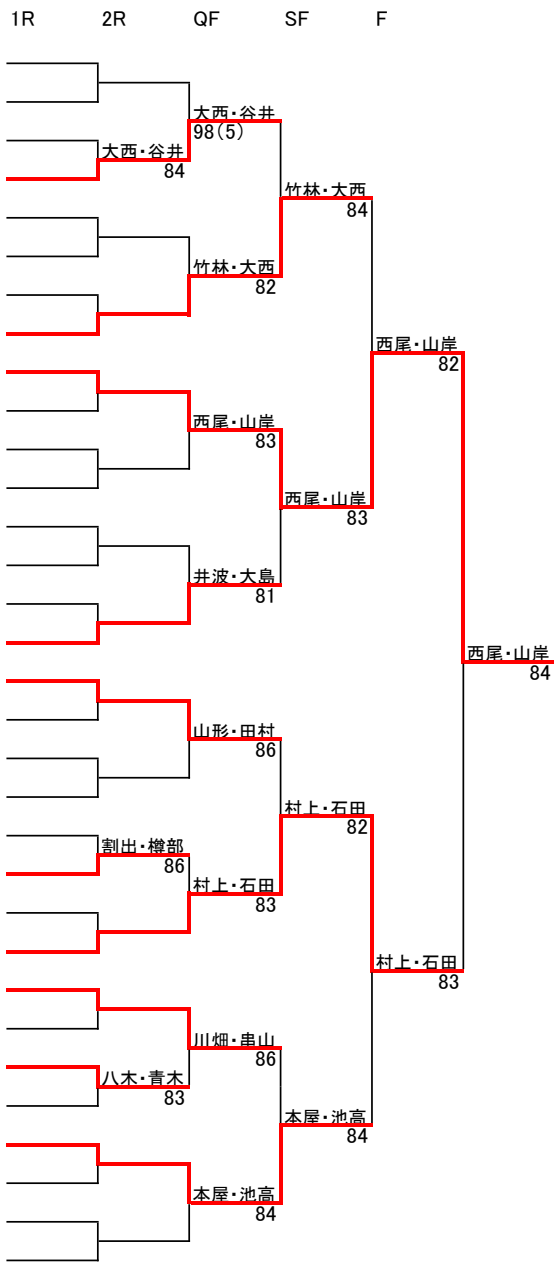 1R 2R QF SF F
大西・谷井
98(5)
大西・谷井
84
竹林・大西
84
竹林・大西
82
西尾・山岸
82
西尾・山岸
83
西尾・山岸
83
井波・大島
81
西尾・山岸
84
山形・田村
86
村上・石田
82
割出・樽部
86
村上・石田
83
村上・石田
83
川畑・串山
86
八木・青木
83
本屋・池高
84
本屋・池高
84